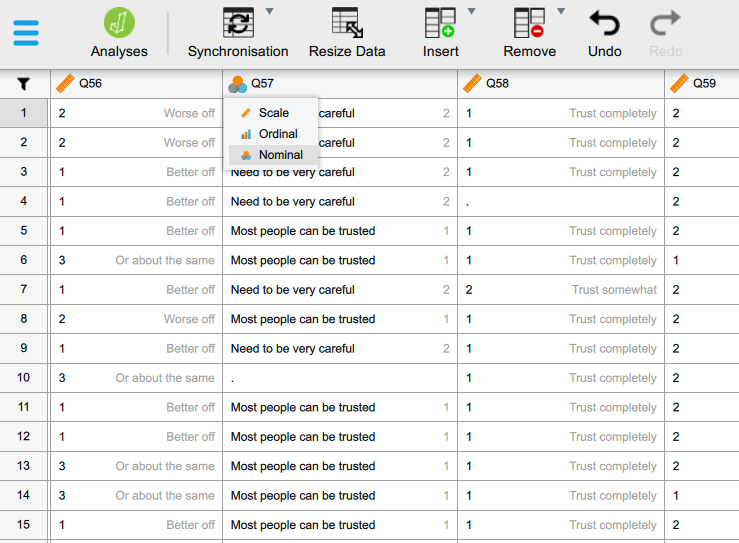 Analyses Synchronisation Resize Data Insert Remove Undo Redo
Q56 Q57 Q58 Q59
1 2 Worse off careful 2 1 Trust completely 2
Scale
Ordinal
2 2 Worse off careful 2 1 Trust completely 2
Nominal
3 1 Better off Need to be very careful 2 1 Trust completely 2
4 1 Better off Need to be very careful 2 . 2
5 1 Better off Most people can be trusted 1 1 Trust completely 2
6 3 Or about the same Most people can be trusted 1 1 Trust completely 1
7 1 Better off Need to be very careful 2 2 Trust somewhat 2
8 2 Worse off Most people can be trusted 1 1 Trust completely 2
9 1 Better off Need to be very careful 2 1 Trust completely 2
10 3 Or about the same . 1 Trust completely 2
11 1 Better off Most people can be trusted 1 1 Trust completely 2
12 1 Better off Most people can be trusted 1 1 Trust completely 2
13 3 Or about the same Most people can be trusted 1 1 Trust completely 2
14 3 Or about the same Most people can be trusted 1 1 Trust completely 1
15 1 Better off Most people can be trusted 1 1 Trust completely 2